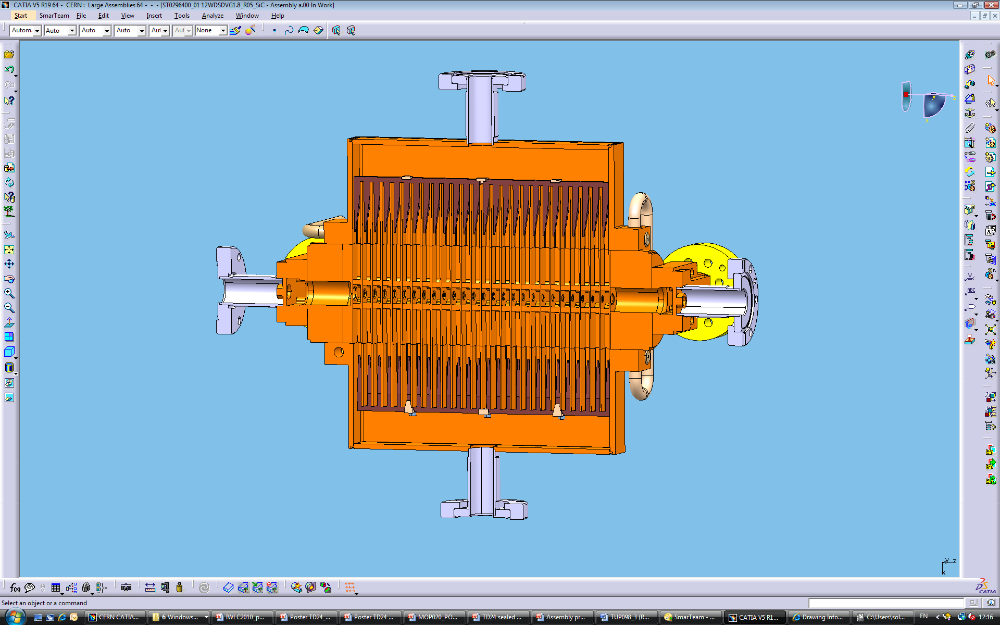 CATIA V5 R19 64 - CERN : Large Assemblies 64 - - - [ST0296400_01 12WDSDVG1.8_R05_SiC - Assembly a.00 In Work]
Start SmarTeam File Edit View Insert Tools Analyze Window Help
Autom Auto Auto Auto Aut Aut None
Z
Y
X
ABC
y z
x
f(x)
DS CATIA
Select an object or a command
CERN CATIA... 6 Windows... IWLC2010_p... Poster TD24_... Poster TD24 ... MOP020_PO... TD24 sealed ... Assembly pr... TUP098_3 (R... SmarTeam - ... CATIA V5 R1... Drawing Info... C:\Users\sol... EN 12:16